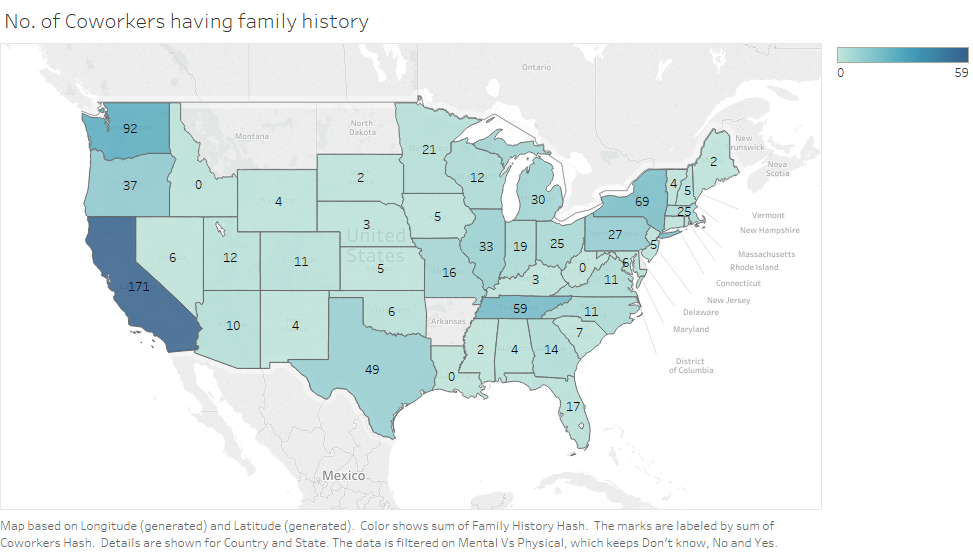 No. of Coworkers having family history
0
59
Ontario
Montana
North
Dakota
New
Brunswick
Nova
Scotia
92
21
2
37
0
2
12
30
4
5
69
4
3
5
25
United
States
6
12
11
5
16
33
19
25
27
5
0
6
3
11
171
59
11
Arkansas
6
10
4
7
2
4
14
49
0
17
Vermont
New Hampshire
Massachusetts
Rhode Island
Connecticut
New Jersey
Delaware
Maryland
District
of Columbia
Mexico
Map based on Longitude (generated) and Latitude (generated). Color shows sum of Family History Hash. The marks are labeled by sum of
Coworkers Hash. Details are shown for Country and State. The data is filtered on Mental Vs Physical, which keeps Don't know, No and Yes.